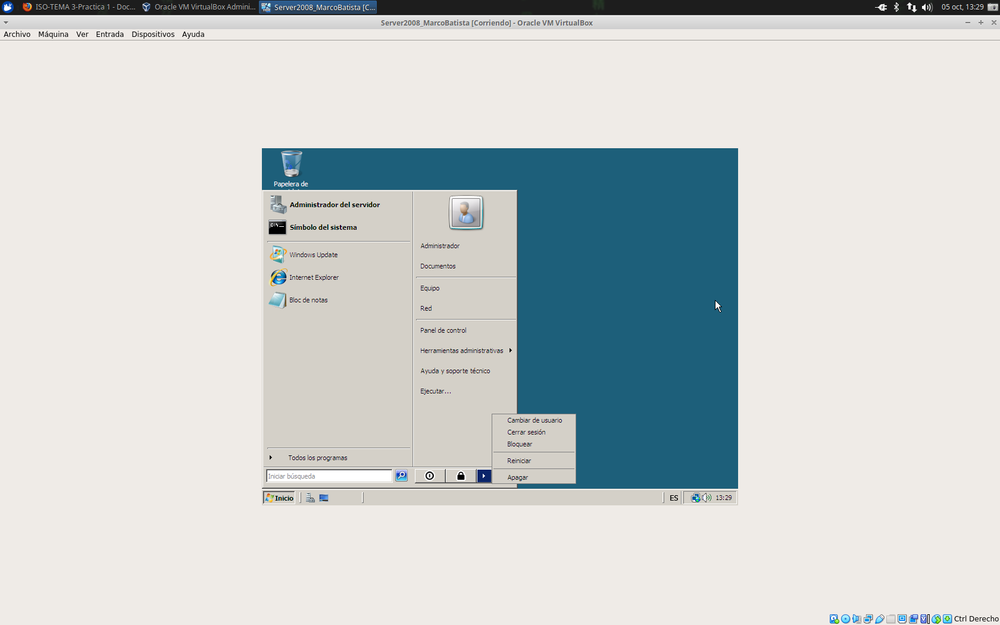 ISO-TEMA 3-Practica 1 - Doc...
Oracle VM VirtualBox Admini...
Server2008_MarcoBatista [C...
05 oct, 13:29
Server2008_MarcoBatista [Corriendo] - Oracle VM VirtualBox
Archivo Máquina Ver Entrada Dispositivos Ayuda
Papelera de
Administrador del servidor
Símbolo del sistema
Windows Update
Internet Explorer
Bloc de notas
Todos los programas
Iniciar búsqueda
Administrador
Documentos
Equipo
Red
Panel de control
Herramientas administrativas
Ayuda y soporte técnico
Ejecutar...
Cambiar de usuario
Cerrar sesión
Bloquear
Reiniciar
Apagar
Inicio
ES
13:29
Ctrl Derecho